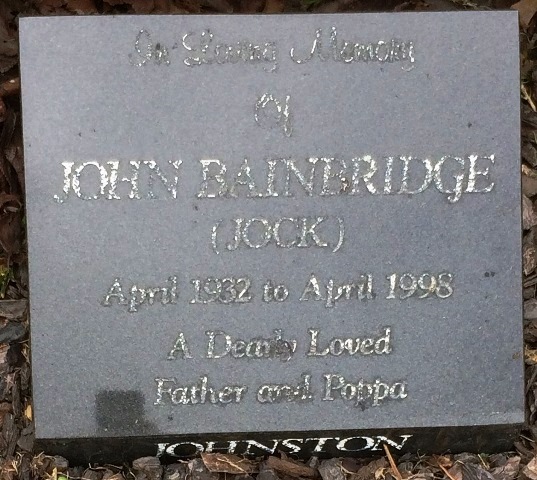 In Loving Memory
Of
JOHN BAINBRIDGE
(JOCK)
April 1932 to April 1998
A Dearly Loved
Father and Poppa
JOHNSTON